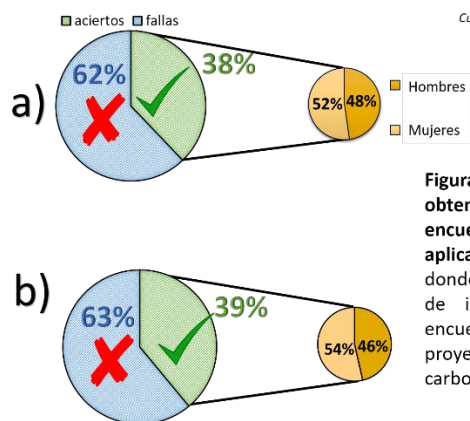 aciertos fallas
Cu
62%
38%
a)
52% 48%
Hombres
Mujeres
Figura
obten
encue
aplica
donde
de i
encue
proye
carbo
b)
63%
39%
54% 46%